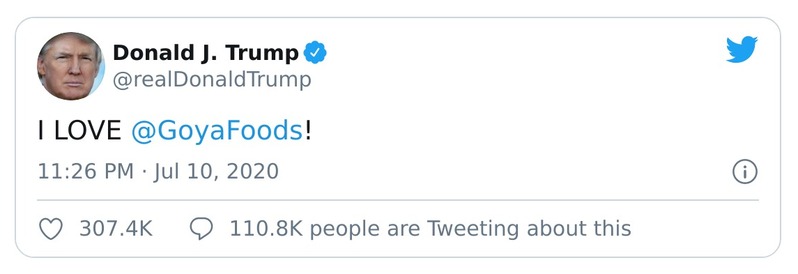 Donald J. Trump
@realDonaldTrump
I LOVE @GoyaFoods!
11:26 PM · Jul 10, 2020
307.4K 110.8K people are Tweeting about this